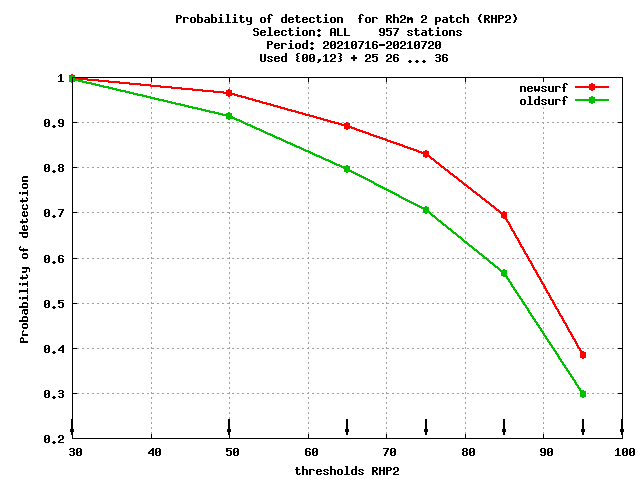 Probability of detection  for Rh2m 2 patch (RHP2)
Selection: ALL    957 stations
Period: 20210716-20210720
Used {00,12} + 25 26 ... 36
newsurf
oldsurf
Probability of detection
1
0.9
0.8
0.7
0.6
0.5
0.4
0.3
0.2
30 40 50 60 70 80 90 100
thresholds RHP2